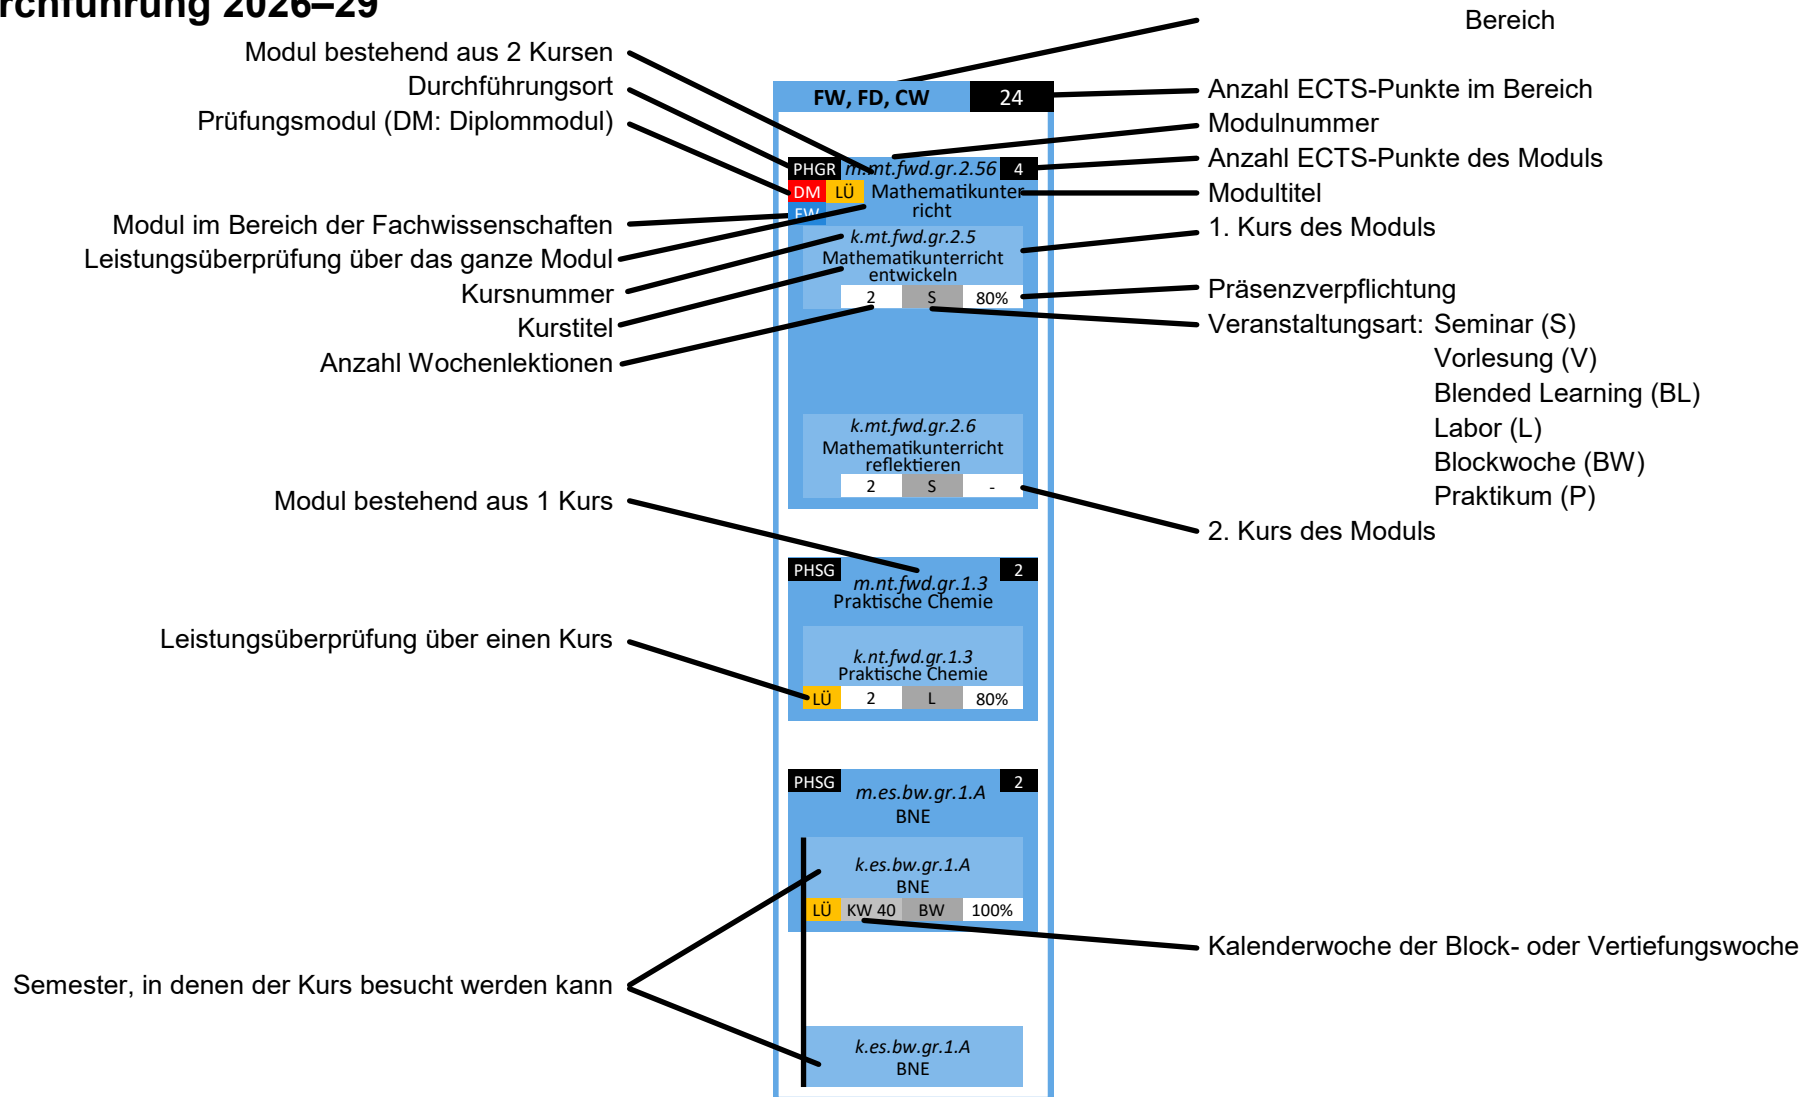 rchführung 2026–29
Modul bestehend aus 2 Kursen
Durchführungsort
Prüfungsmodul (DM: Diplommodul)
Modul im Bereich der Fachwissenschaften
Leistungsüberprüfung über das ganze Modul
Kursnummer
Kurstitel
Anzahl Wochenlektionen
Modul bestehend aus 1 Kurs
Leistungsüberprüfung über einen Kurs
Semester, in denen der Kurs besucht werden kann
FW, FD, CW 24
PHGR m.mt.fwd.gr.2.56 4
DM LÜ Mathematikunter
FW richt
k.mt.fwd.gr.2.5
Mathematikunterricht
entwickeln
2 S 80%
k.mt.fwd.gr.2.6
Mathematikunterricht
reflektieren
2 S -
PHSG 2
m.nt.fwd.gr.1.3
Praktische Chemie
k.nt.fwd.gr.1.3
Praktische Chemie
LÜ 2 L 80%
PHSG 2
m.es.bw.gr.1.A
BNE
k.es.bw.gr.1.A
BNE
LÜ KW 40 BW 100%
k.es.bw.gr.1.A
BNE
Bereich
Anzahl ECTS-Punkte im Bereich
Modulnummer
Anzahl ECTS-Punkte des Moduls
Modultitel
1. Kurs des Moduls
Präsenzverpflichtung
Veranstaltungsart: Seminar (S)
Vorlesung (V)
Blended Learning (BL)
Labor (L)
Blockwoche (BW)
Praktikum (P)
2. Kurs des Moduls
Kalenderwoche der Block- oder Vertiefungswoche